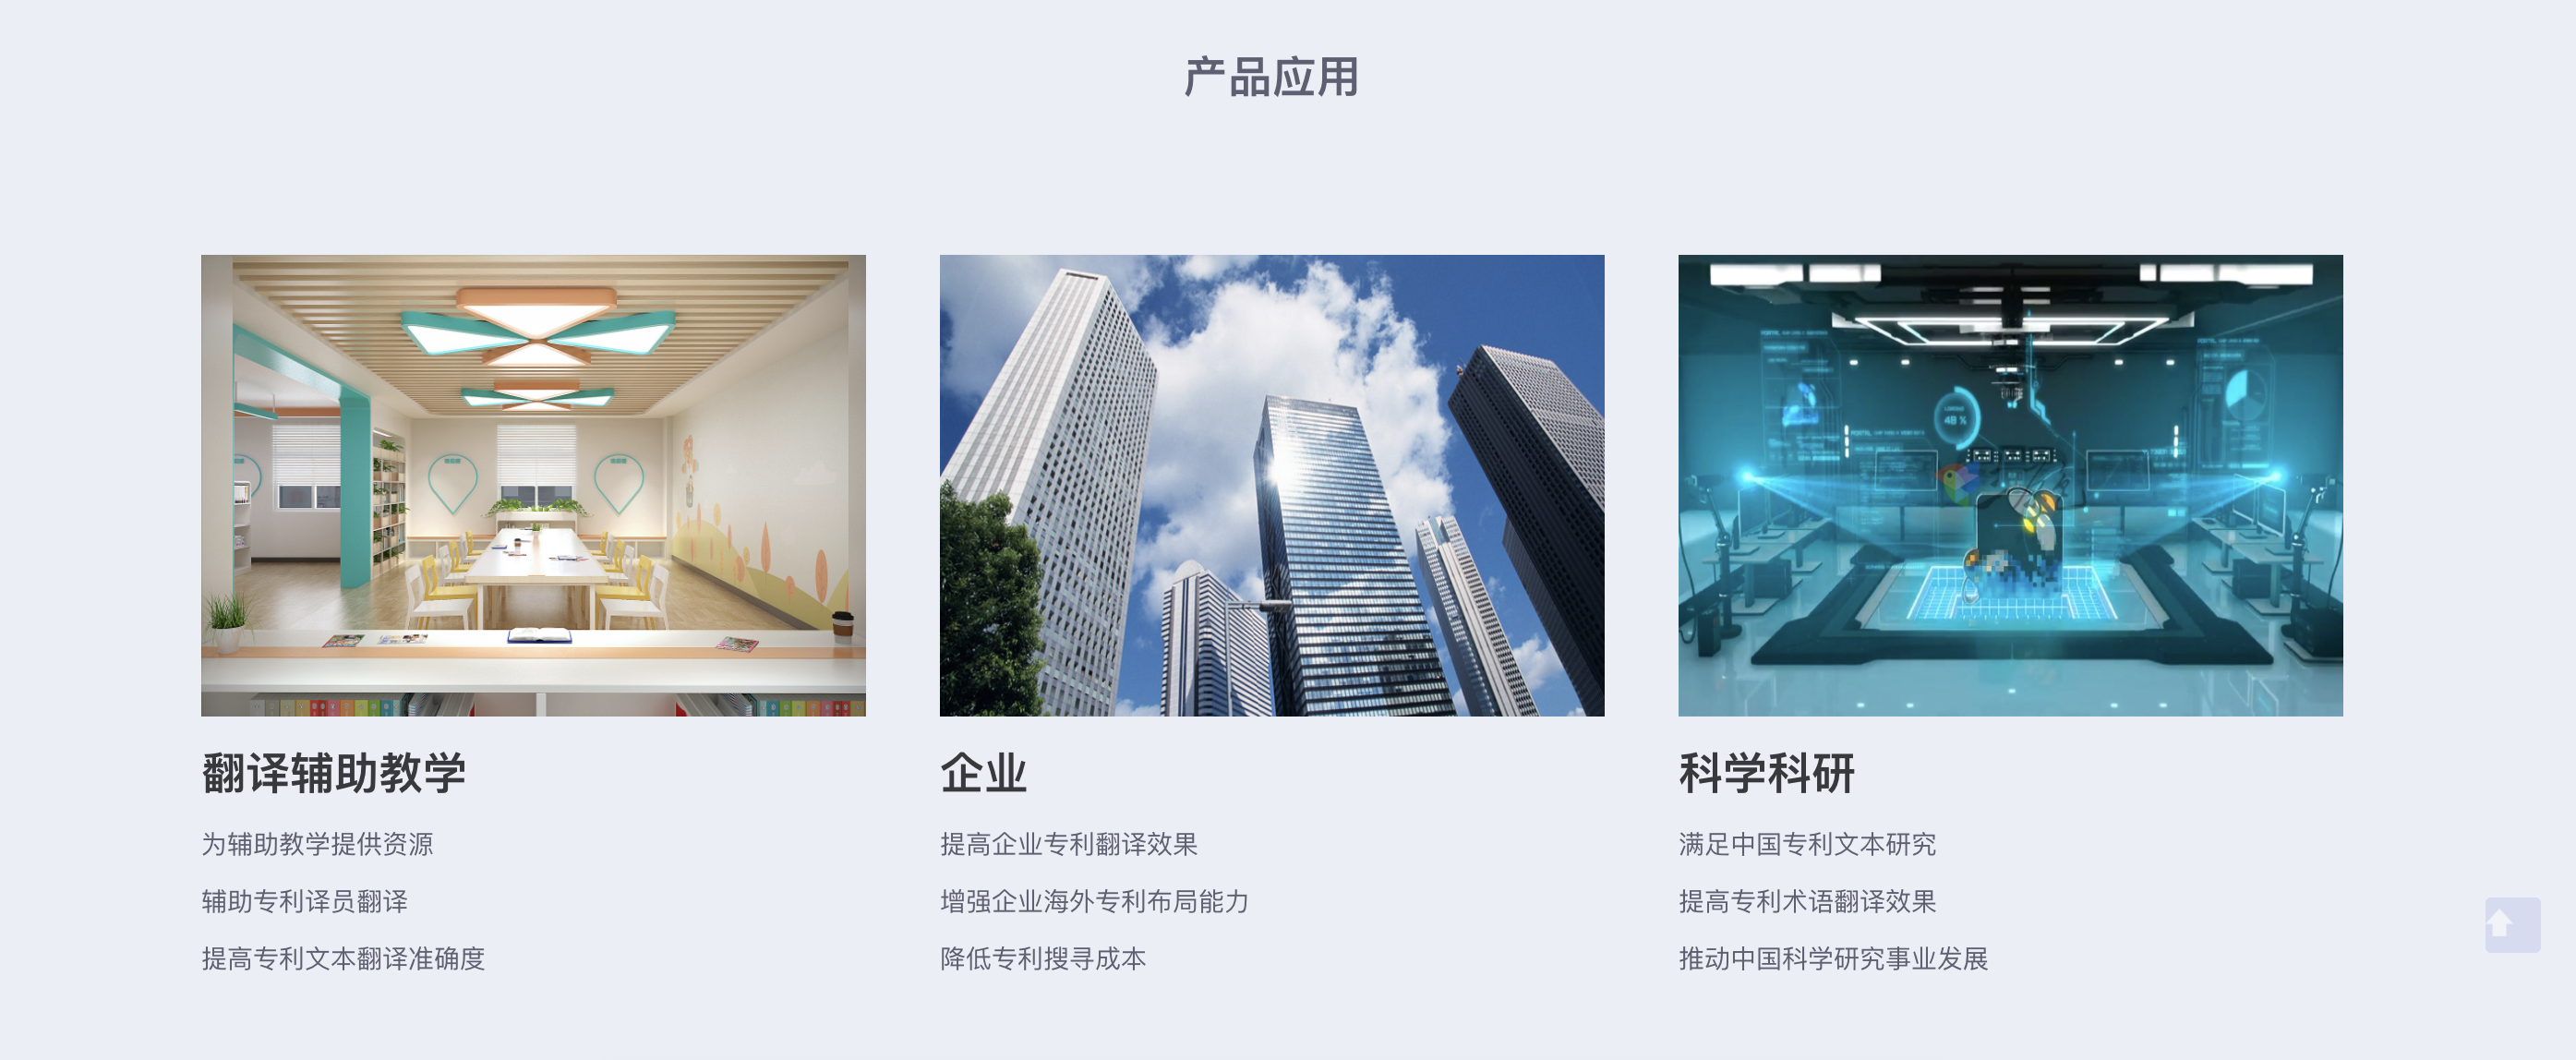 产品应用
翻译辅助教学
为辅助教学提供资源
辅助专利译员翻译
提高专利文本翻译准确度
企业
提高企业专利翻译效果
增强企业海外专利布局能力
降低专利搜寻成本
48 %
科学科研
满足中国专利文本研究
提高专利术语翻译效果
推动中国科学研究事业发展